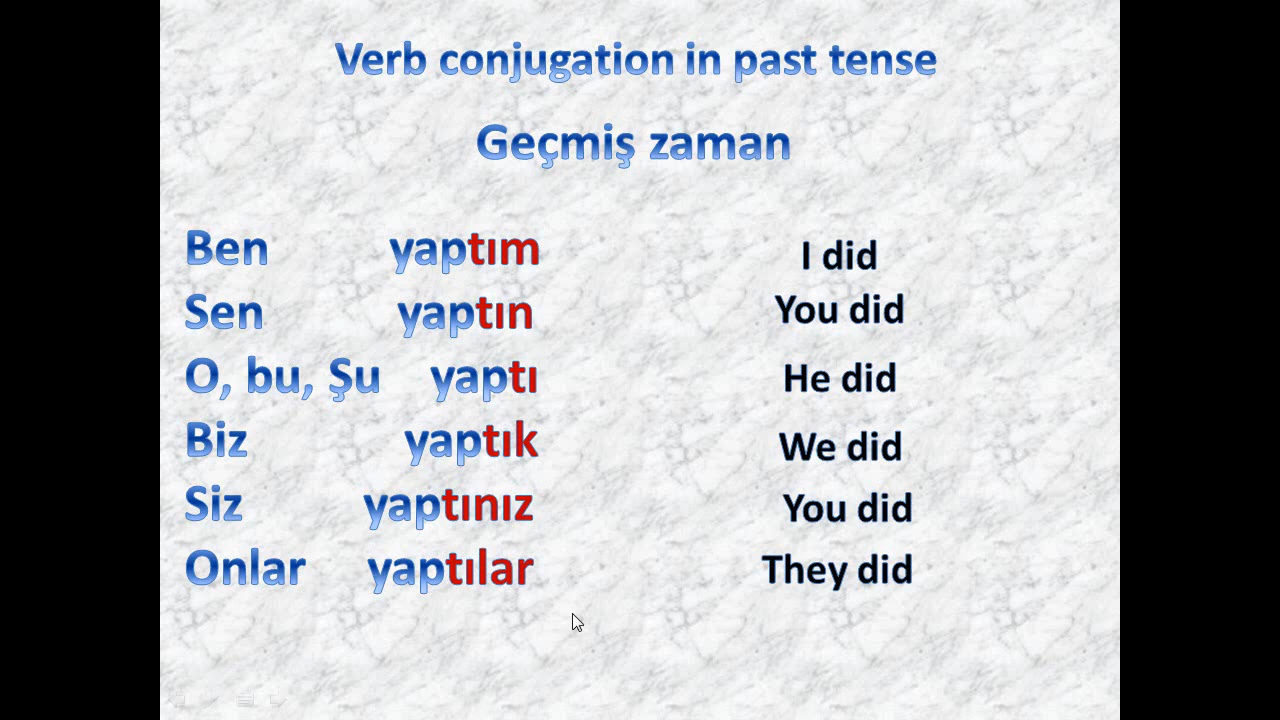 Verb conjugation in past tense
Geçmiş zaman
Ben yaptım I did
Sen yaptın You did
O, bu, Şu yaptı He did
Biz yaptık We did
Siz yaptınız You did
Onlar yaptılar They did